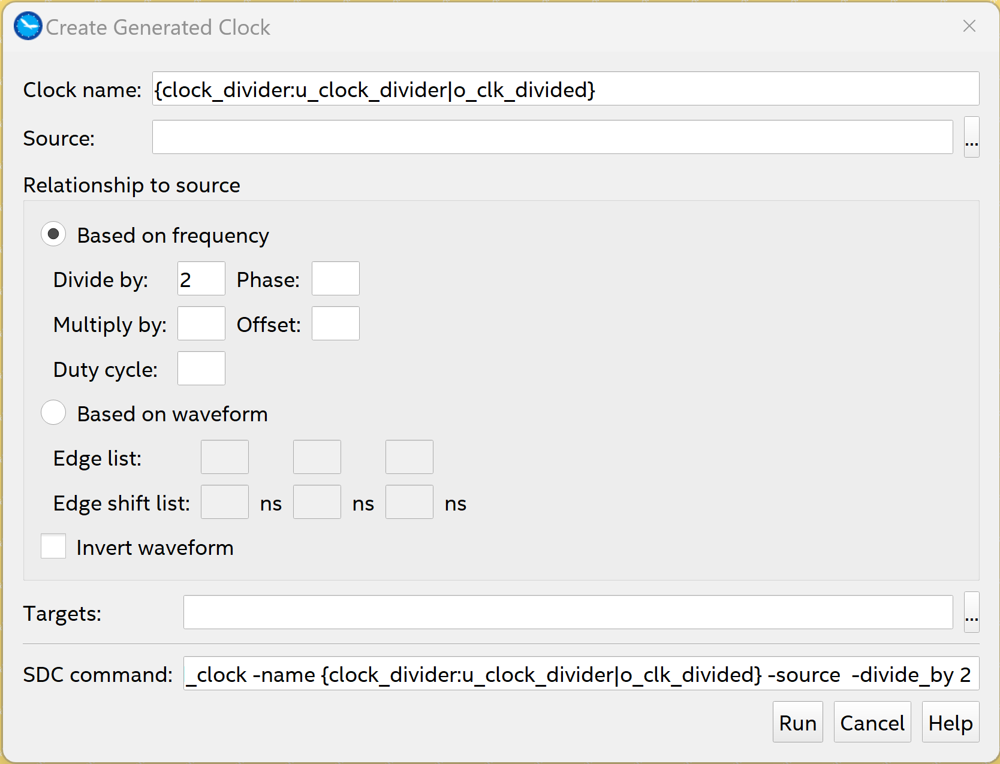 Create Generated Clock
Clock name: {clock_divider:u_clock_divider|o_clk_divided}
Source: ...
Relationship to source
Based on frequency
Divide by: 2 Phase:
Multiply by: Offset:
Duty cycle:
Based on waveform
Edge list:
Edge shift list: ns ns ns
Invert waveform
Targets: ...
SDC command: _clock -name {clock_divider:u_clock_divider|o_clk_divided} -source  -divide_by 2
Run Cancel Help